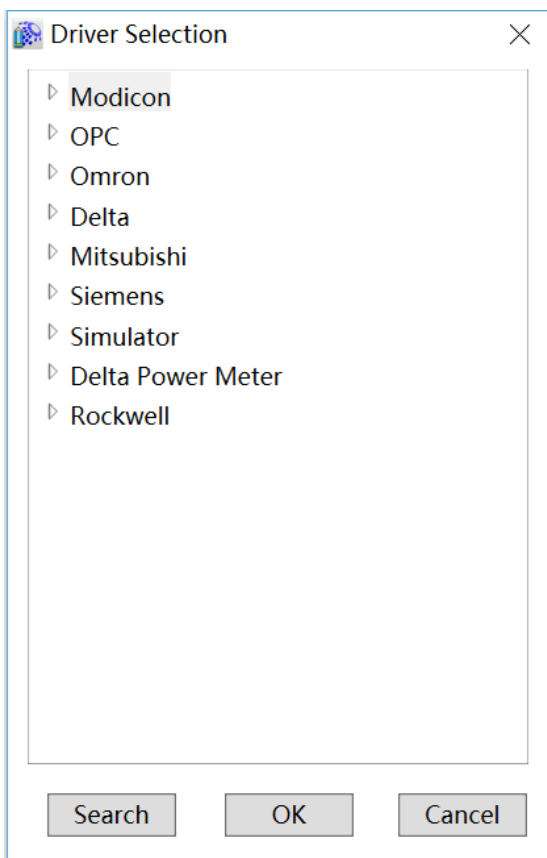 Driver Selection
Modicon
OPC
Omron
Delta
Mitsubishi
Siemens
Simulator
Delta Power Meter
Rockwell
Search OK Cancel